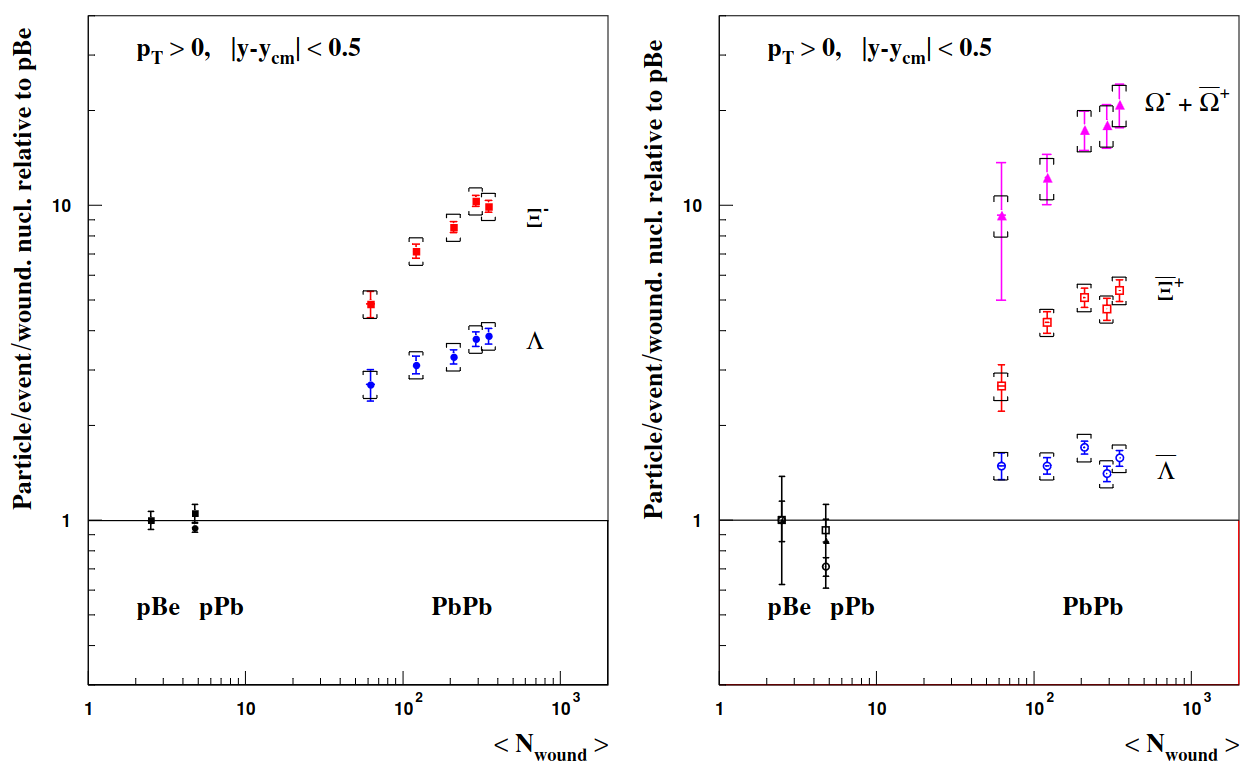 Particle/event/wound. nucl. relative to pBe
p_T > 0, |y-y_cm| < 0.5
10
1
Ξ⁻
Λ
pBe pPb PbPb
1 10 10² 10³
< N_wound >
Particle/event/wound. nucl. relative to pBe
p_T > 0, |y-y_cm| < 0.5
10
1
Ω⁻ + Ω̅⁺
Ξ̅⁺
Λ̅
pBe pPb PbPb
1 10 10² 10³
< N_wound >